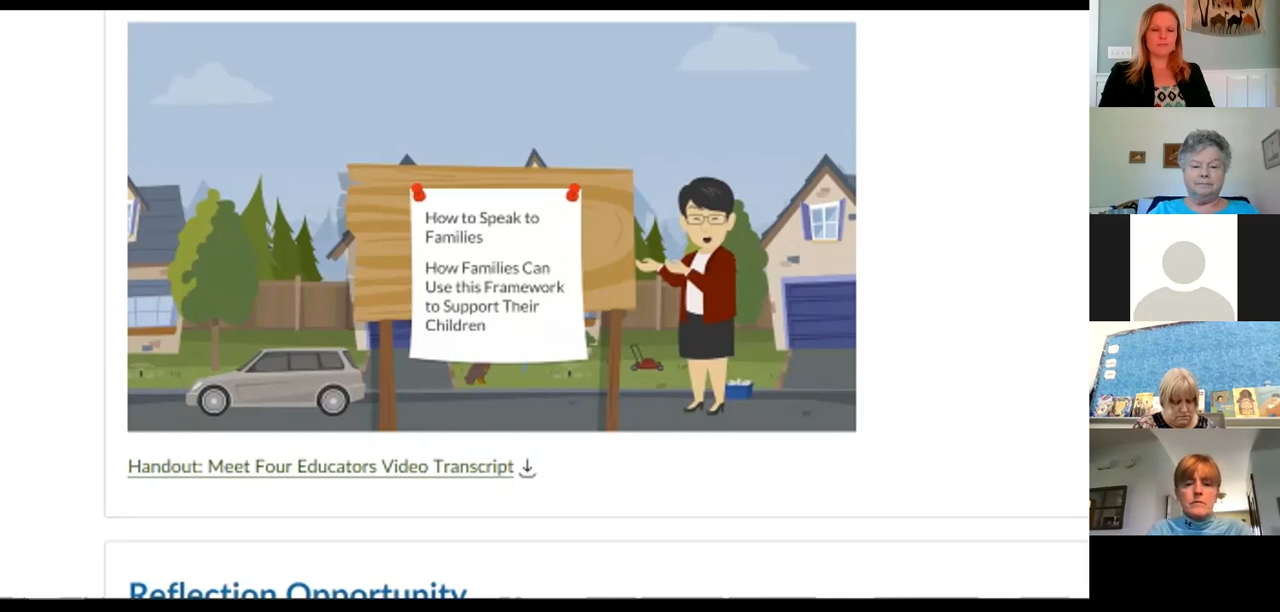 How to Speak to
Families
How Families Can
Use this Framework
to Support Their
Children
Handout: Meet Four Educators Video Transcript
Reflection Opportunity